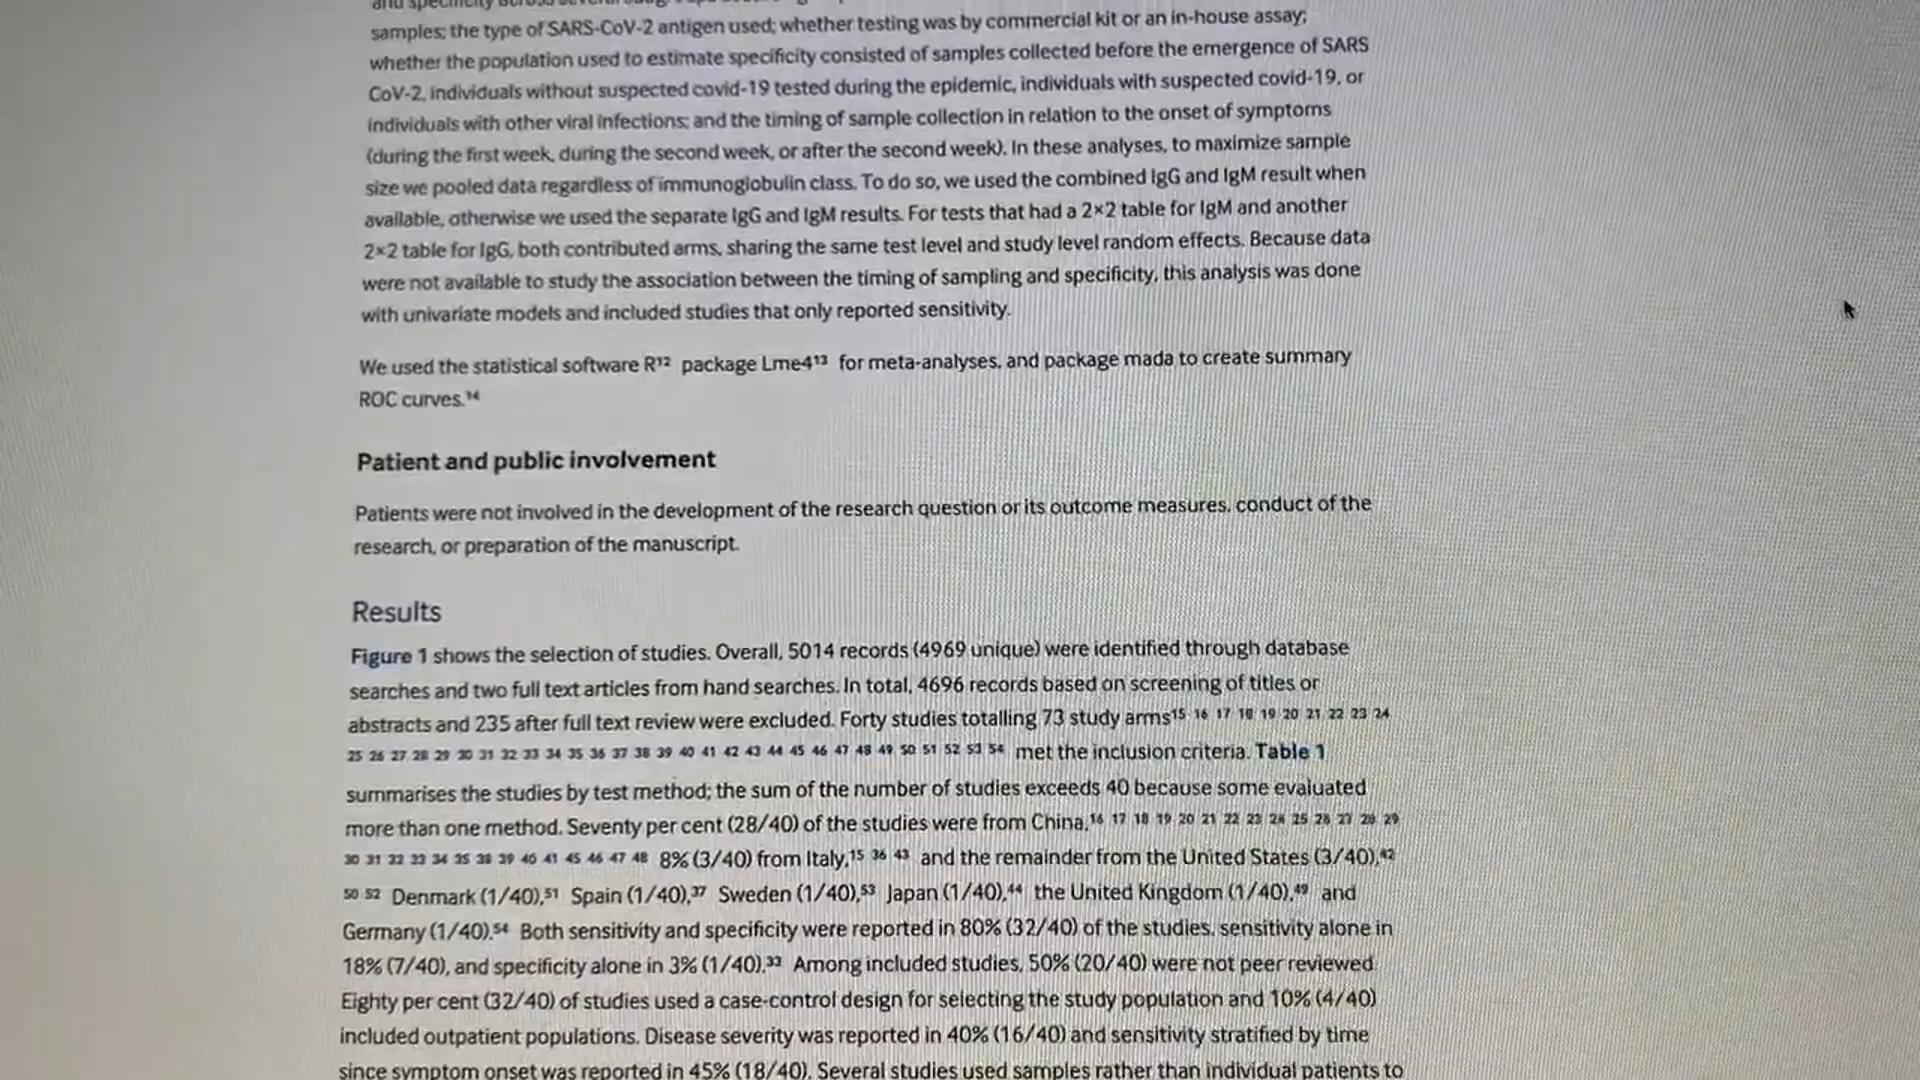 and specificity across several
samples; the type of SARS-CoV-2 antigen used; whether testing was by commercial kit or an in-house assay;
whether the population used to estimate specificity consisted of samples collected before the emergence of SARS
CoV-2, individuals without suspected covid-19 tested during the epidemic, individuals with suspected covid-19, or
individuals with other viral infections; and the timing of sample collection in relation to the onset of symptoms
(during the first week, during the second week, or after the second week). In these analyses, to maximize sample
size we pooled data regardless of immunoglobulin class. To do so, we used the combined IgG and IgM result when
available, otherwise we used the separate IgG and IgM results. For tests that had a 2×2 table for IgM and another
2×2 table for IgG, both contributed arms, sharing the same test level and study level random effects. Because data
were not available to study the association between the timing of sampling and specificity, this analysis was done
with univariate models and included studies that only reported sensitivity.
We used the statistical software R¹² package Lme4¹³ for meta-analyses, and package mada to create summary
ROC curves.¹⁴
Patient and public involvement
Patients were not involved in the development of the research question or its outcome measures, conduct of the
research, or preparation of the manuscript.
Results
Figure 1 shows the selection of studies. Overall, 5014 records (4969 unique) were identified through database
searches and two full text articles from hand searches. In total, 4696 records based on screening of titles or
abstracts and 235 after full text review were excluded. Forty studies totalling 73 study arms¹⁵ ¹⁶ ¹⁷ ¹⁸ ¹⁹ ²⁰ ²¹ ²² ²³ ²⁴
²⁵ ²⁶ ²⁷ ²⁸ ²⁹ ³⁰ ³¹ ³² ³³ ³⁴ ³⁵ ³⁶ ³⁷ ³⁸ ³⁹ ⁴⁰ ⁴¹ ⁴² ⁴³ ⁴⁴ ⁴⁵ ⁴⁶ ⁴⁷ ⁴⁸ ⁴⁹ ⁵⁰ ⁵¹ ⁵² ⁵³ ⁵⁴ met the inclusion criteria. Table 1
summarises the studies by test method; the sum of the number of studies exceeds 40 because some evaluated
more than one method. Seventy per cent (28/40) of the studies were from China,¹⁶ ¹⁷ ¹⁸ ¹⁹ ²⁰ ²¹ ²² ²³ ²⁴ ²⁵ ²⁶ ²⁷ ²⁸ ²⁹
³⁰ ³¹ ³² ³³ ³⁴ ³⁵ ³⁸ ³⁹ ⁴⁰ ⁴¹ ⁴⁵ ⁴⁶ ⁴⁷ ⁴⁸ 8% (3/40) from Italy,¹⁵ ³⁶ ⁴³ and the remainder from the United States (3/40),⁴²
⁵⁰ ⁵² Denmark (1/40),⁵¹ Spain (1/40),³⁷ Sweden (1/40),⁵³ Japan (1/40),⁴⁴ the United Kingdom (1/40),⁴⁹ and
Germany (1/40).⁵⁴ Both sensitivity and specificity were reported in 80% (32/40) of the studies, sensitivity alone in
18% (7/40), and specificity alone in 3% (1/40).³³ Among included studies, 50% (20/40) were not peer reviewed.
Eighty per cent (32/40) of studies used a case-control design for selecting the study population and 10% (4/40)
included outpatient populations. Disease severity was reported in 40% (16/40) and sensitivity stratified by time
since symptom onset was reported in 45% (18/40). Several studies used samples rather than individual patients to